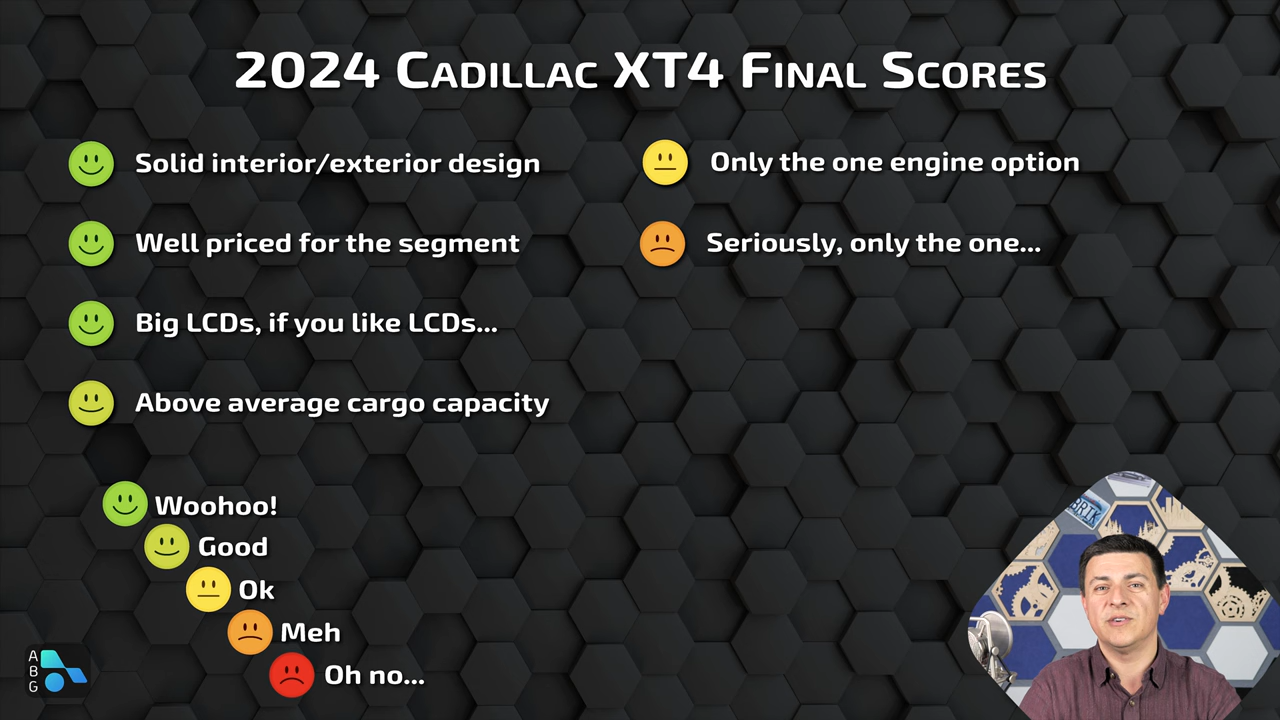 2024 Cadillac XT4 Final Scores
Solid interior/exterior design
Well priced for the segment
Big LCDs, if you like LCDs...
Above average cargo capacity
Only the one engine option
Seriously, only the one...
Woohoo!
Good
Ok
Meh
Oh no...
A
B
G
BRTK